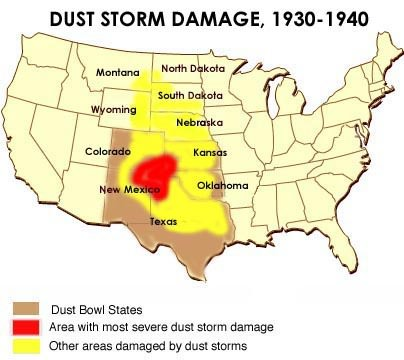 DUST STORM DAMAGE, 1930-1940
Montana
North Dakota
South Dakota
Wyoming
Nebraska
Colorado
Kansas
New Mexico
Oklahoma
Texas
Dust Bowl States
Area with most severe dust storm damage
Other areas damaged by dust storms